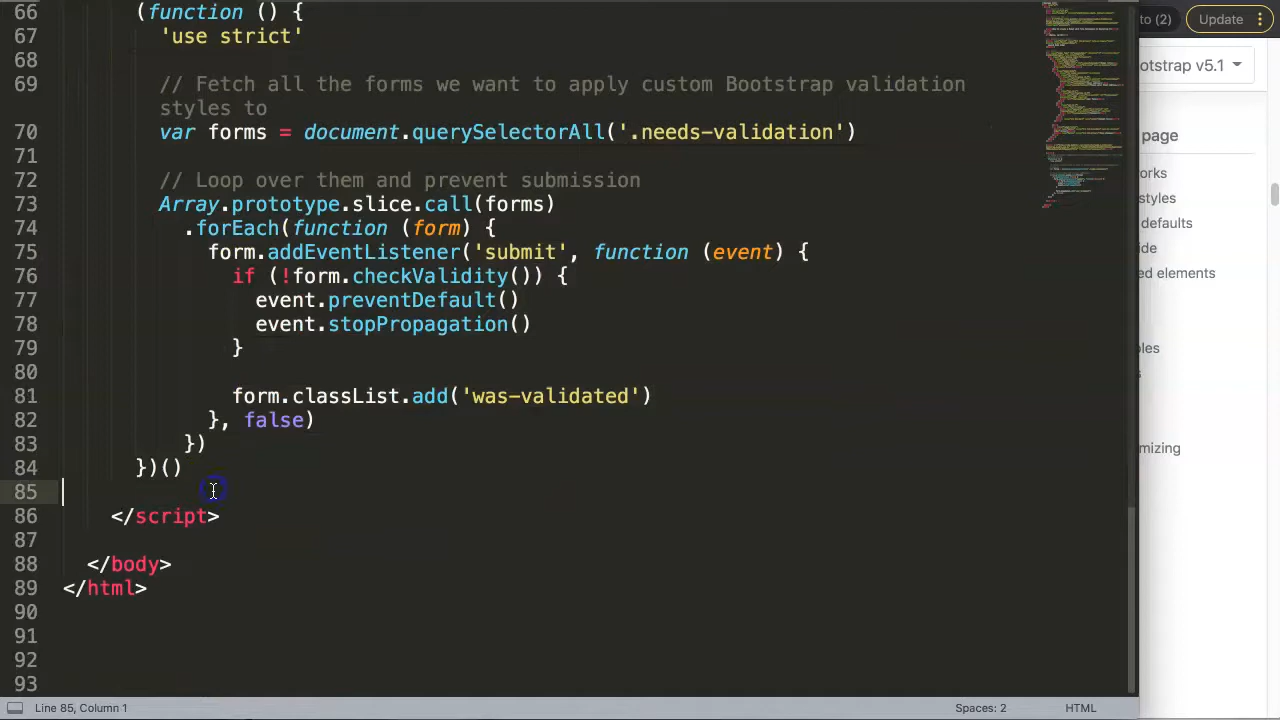 66 (function () {
67 'use strict'
68
69 // Fetch all the forms we want to apply custom Bootstrap validation
styles to
70 var forms = document.querySelectorAll('.needs-validation')
71
72 // Loop over them and prevent submission
73 Array.prototype.slice.call(forms)
74 .forEach(function (form) {
75 form.addEventListener('submit', function (event) {
76 if (!form.checkValidity()) {
77 event.preventDefault()
78 event.stopPropagation()
79 }
80
81 form.classList.add('was-validated')
82 }, false)
83 })
84 })()
85
86 </script>
87
88 </body>
89 </html>
90
91
92
93
Line 85, Column 1
Spaces: 2
HTML
to (2)
Update
otstrap v5.1
page
orks
styles
defaults
ide
ed elements
les
mizing